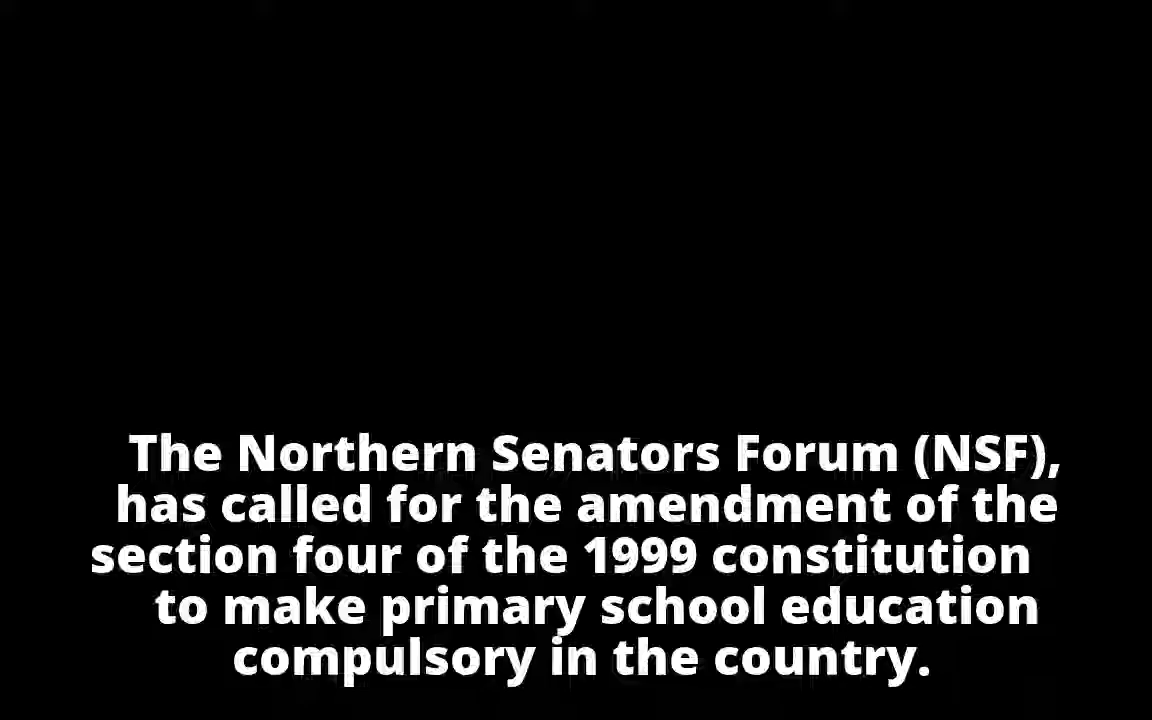 The Northern Senators Forum (NSF),
has called for the amendment of the
section four of the 1999 constitution
to make primary school education
compulsory in the country.